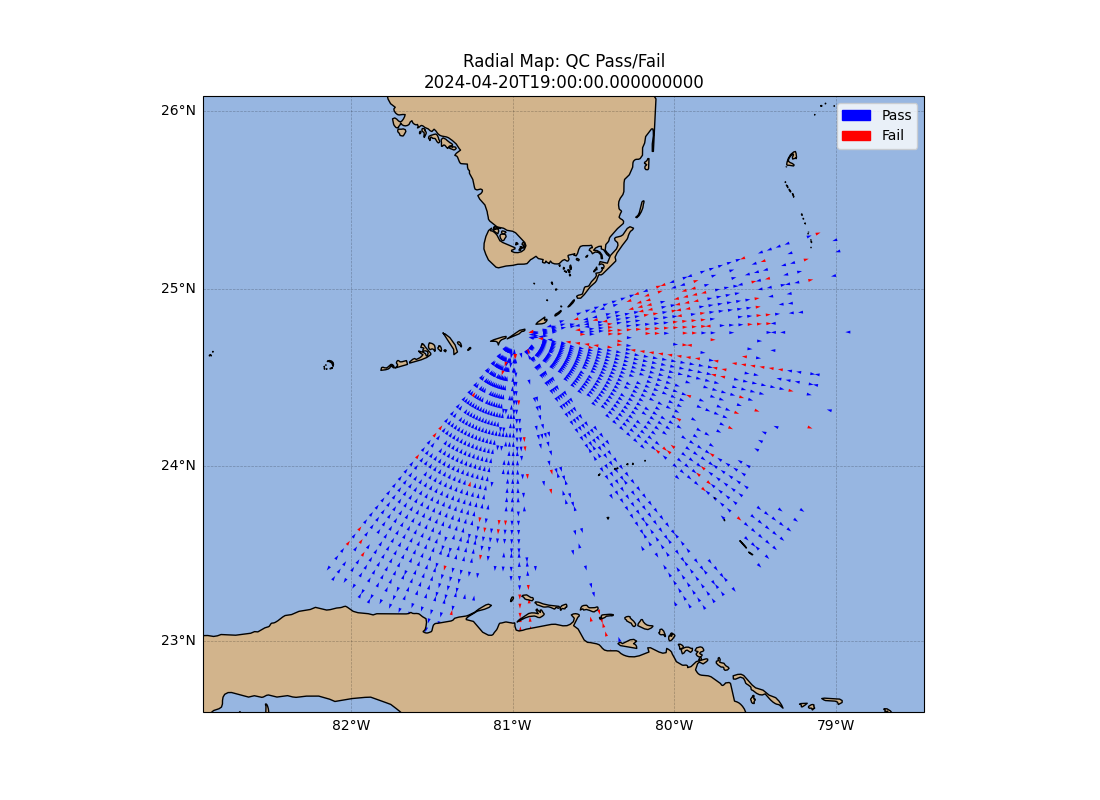 Radial Map: QC Pass/Fail
2024-04-20T19:00:00.000000000
Pass
Fail
26°N
25°N
24°N
23°N
82°W
81°W
80°W
79°W